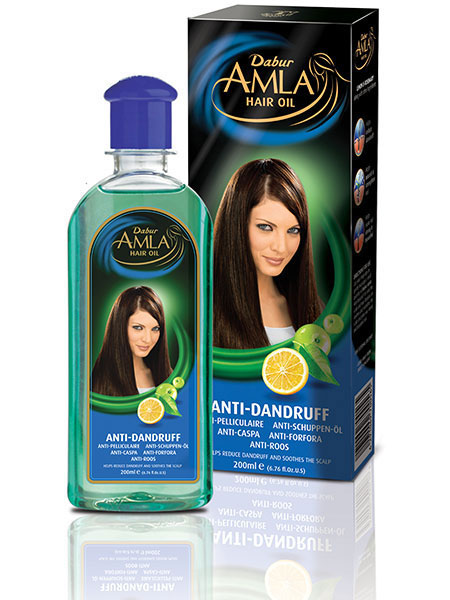 Dabur
AMLA
HAIR OIL
ANTI-DANDRUFF
ANTI-PELLICULAIRE ANTI-SCHUPPEN-ÖL
ANTI-CASPA ANTI-FORFORA
ANTI-ROOS
HELPS REDUCE DANDRUFF AND SOOTHES THE SCALP
200ml e (6.76 fl.oz.U.S)
Dabur
AMLA
HAIR OIL
ANTI-DANDRUFF
ANTI-PELLICULAIRE ANTI-SCHUPPEN-ÖL
ANTI-CASPA ANTI-FORFORA
ANTI-ROOS
HELPS REDUCE DANDRUFF AND SOOTHES THE SCALP
200ml e (6.76 fl.oz.U.S)